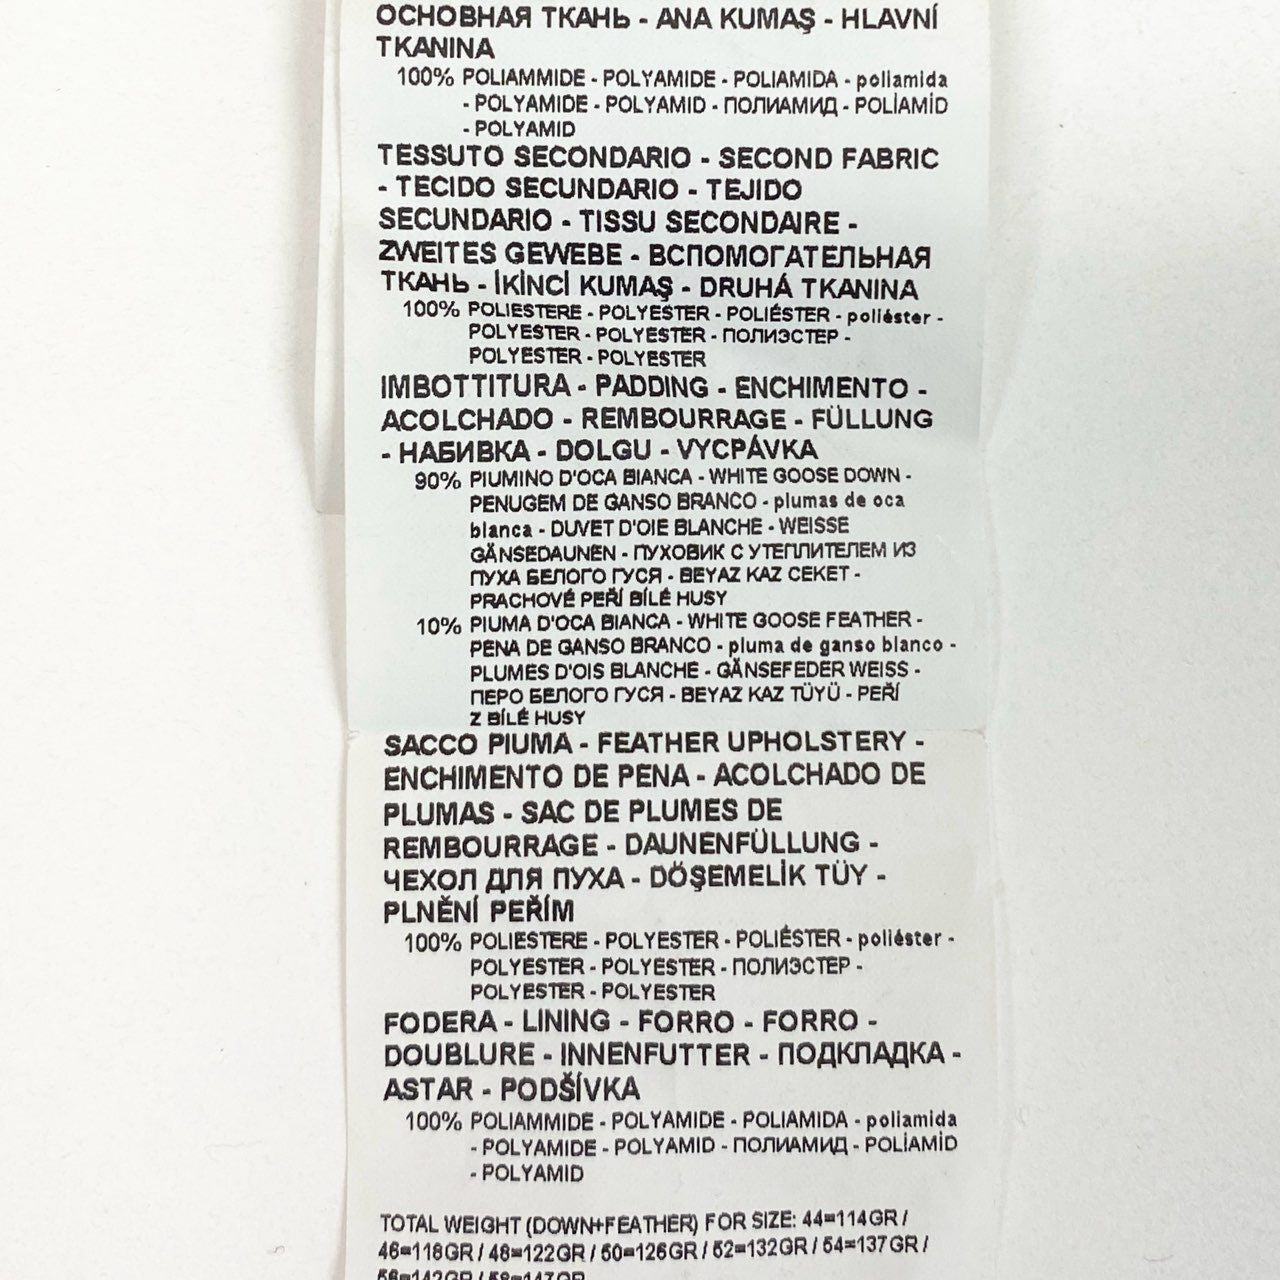 ОСНОВНАЯ ТКАНЬ - ANA KUMAŞ - HLAVNÍ
TKANINA
100% POLIAMMIDE - POLYAMIDE - POLIAMIDA - poliamida
- POLYAMIDE - POLYAMID - ПОЛИАМИД - POLİAMİD
- POLYAMID
TESSUTO SECONDARIO - SECOND FABRIC
- TECIDO SECUNDARIO - TEJIDO
SECUNDARIO - TISSU SECONDAIRE -
ZWEITES GEWEBE - ВСПОМОГАТЕЛЬНАЯ
ТКАНЬ - İKİNCİ KUMAŞ - DRUHÁ TKANINA
100% POLIESTERE - POLYESTER - POLIÉSTER - poliéster -
POLYESTER - POLYESTER - ПОЛИЭСТЕР -
POLYESTER - POLYESTER
IMBOTTITURA - PADDING - ENCHIMENTO -
ACOLCHADO - REMBOURRAGE - FÜLLUNG
- НАБИВКА - DOLGU - VYCPÁVKA
90% PIUMINO D'OCA BIANCA - WHITE GOOSE DOWN -
PENUGEM DE GANSO BRANCO - plumas de oca
blanca - DUVET D'OIE BLANCHE - WEISSE
GÄNSEDAUNEN - ПУХОВИК С УТЕПЛИТЕЛЕМ ИЗ
ПУХА БЕЛОГО ГУСЯ - BEYAZ KAZ CEKET -
PRACHOVÉ PEŘÍ BÍLÉ HUSY
10% PIUMA D'OCA BIANCA - WHITE GOOSE FEATHER -
PENA DE GANSO BRANCO - pluma de ganso blanco -
PLUMES D'OIS BLANCHE - GÄNSEFEDER WEISS -
ПЕРО БЕЛОГО ГУСЯ - BEYAZ KAZ TÜYÜ - PEŘÍ
Z BÍLÉ HUSY
SACCO PIUMA - FEATHER UPHOLSTERY -
ENCHIMENTO DE PENA - ACOLCHADO DE
PLUMAS - SAC DE PLUMES DE
REMBOURRAGE - DAUNENFÜLLUNG -
ЧЕХОЛ ДЛЯ ПУХА - DÖŞEMELİK TÜY -
PLNĚNÍ PEŘÍM
100% POLIESTERE - POLYESTER - POLIÉSTER - poliéster -
POLYESTER - POLYESTER - ПОЛИЭСТЕР -
POLYESTER - POLYESTER
FODERA - LINING - FORRO - FORRO -
DOUBLURE - INNENFUTTER - ПОДКЛАДКА -
ASTAR - PODŠÍVKA
100% POLIAMMIDE - POLYAMIDE - POLIAMIDA - poliamida
- POLYAMIDE - POLYAMID - ПОЛИАМИД - POLİAMİD
- POLYAMID
TOTAL WEIGHT (DOWN+FEATHER) FOR SIZE: 44=114GR /
46=118GR / 48=122GR / 50=126GR / 52=132GR / 54=137GR /
56=142GR / 58=147GR